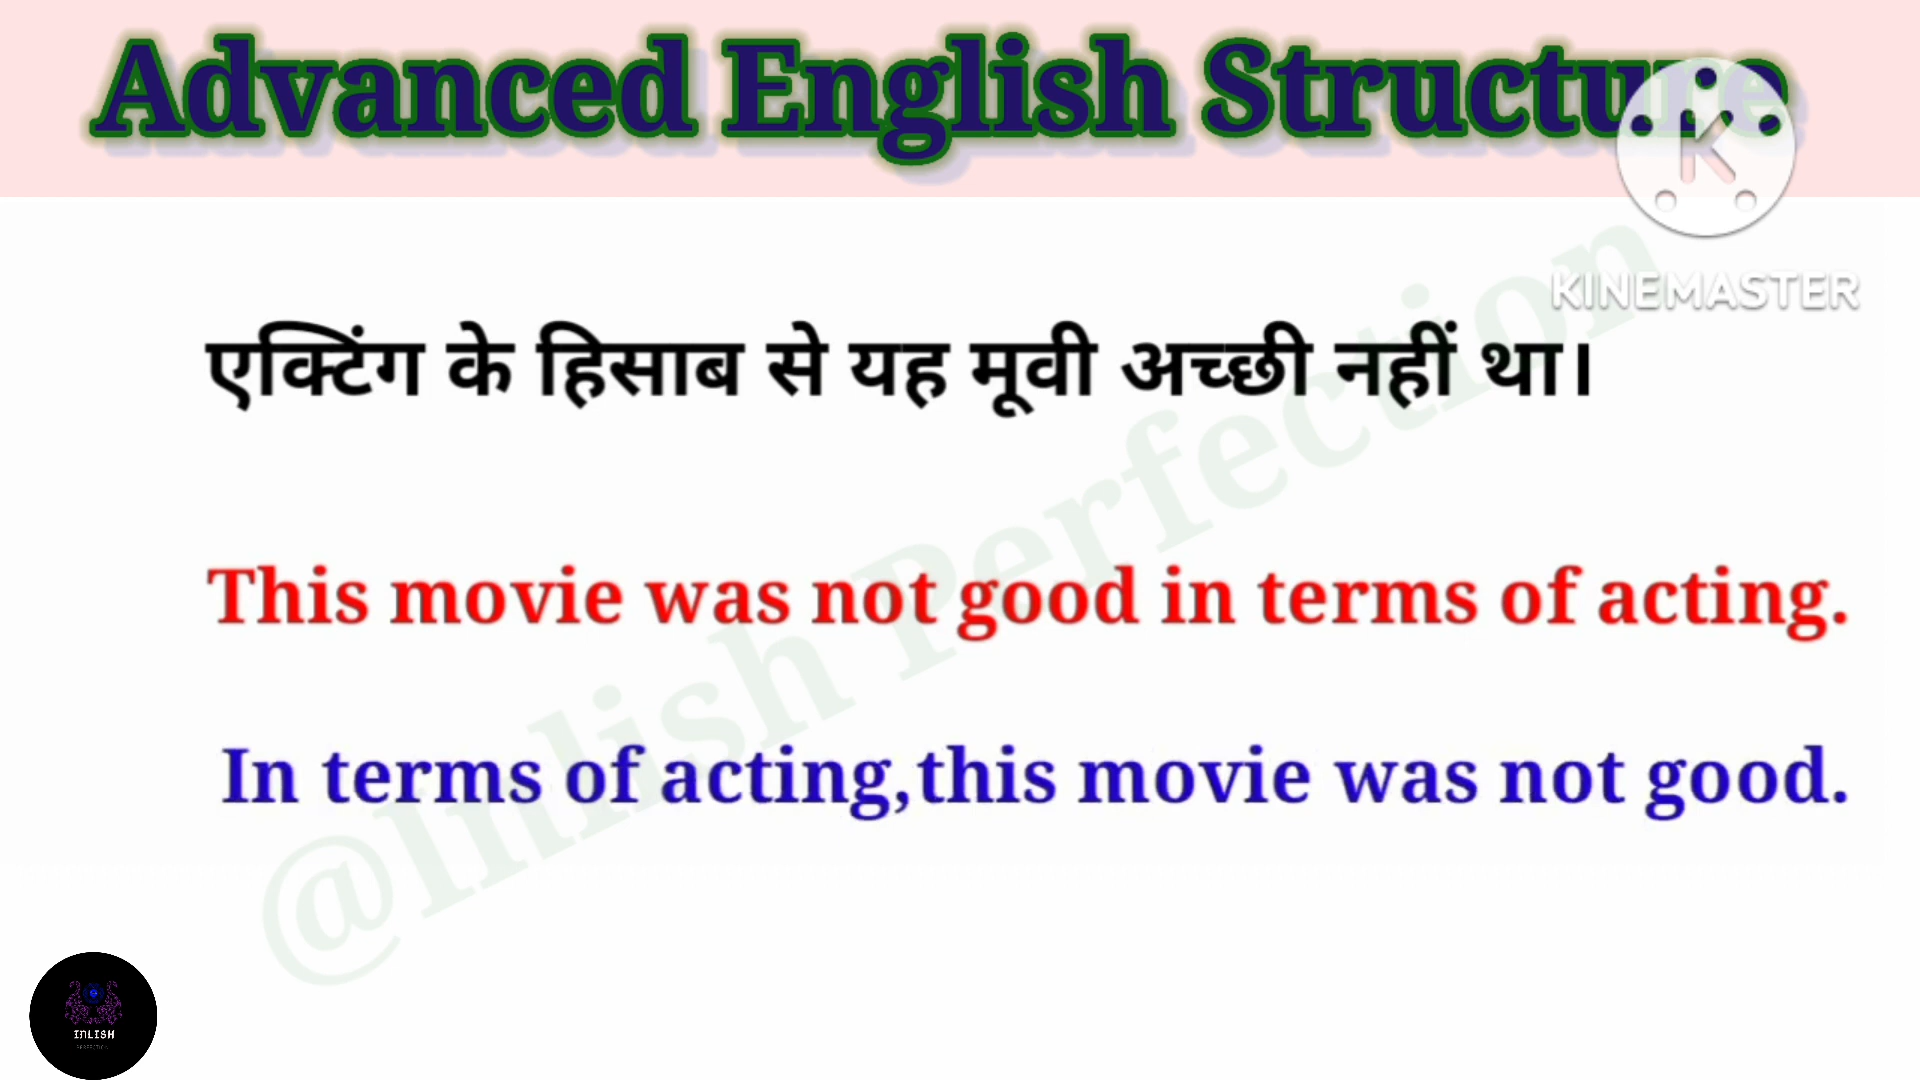 Advanced English Structure
KINEMASTER
एक्टिंग के हिसाब से यह मूवी अच्छी नहीं था।
This movie was not good in terms of acting.
In terms of acting,this movie was not good.
@Inlish Perfection
INLISH
PERFECTION